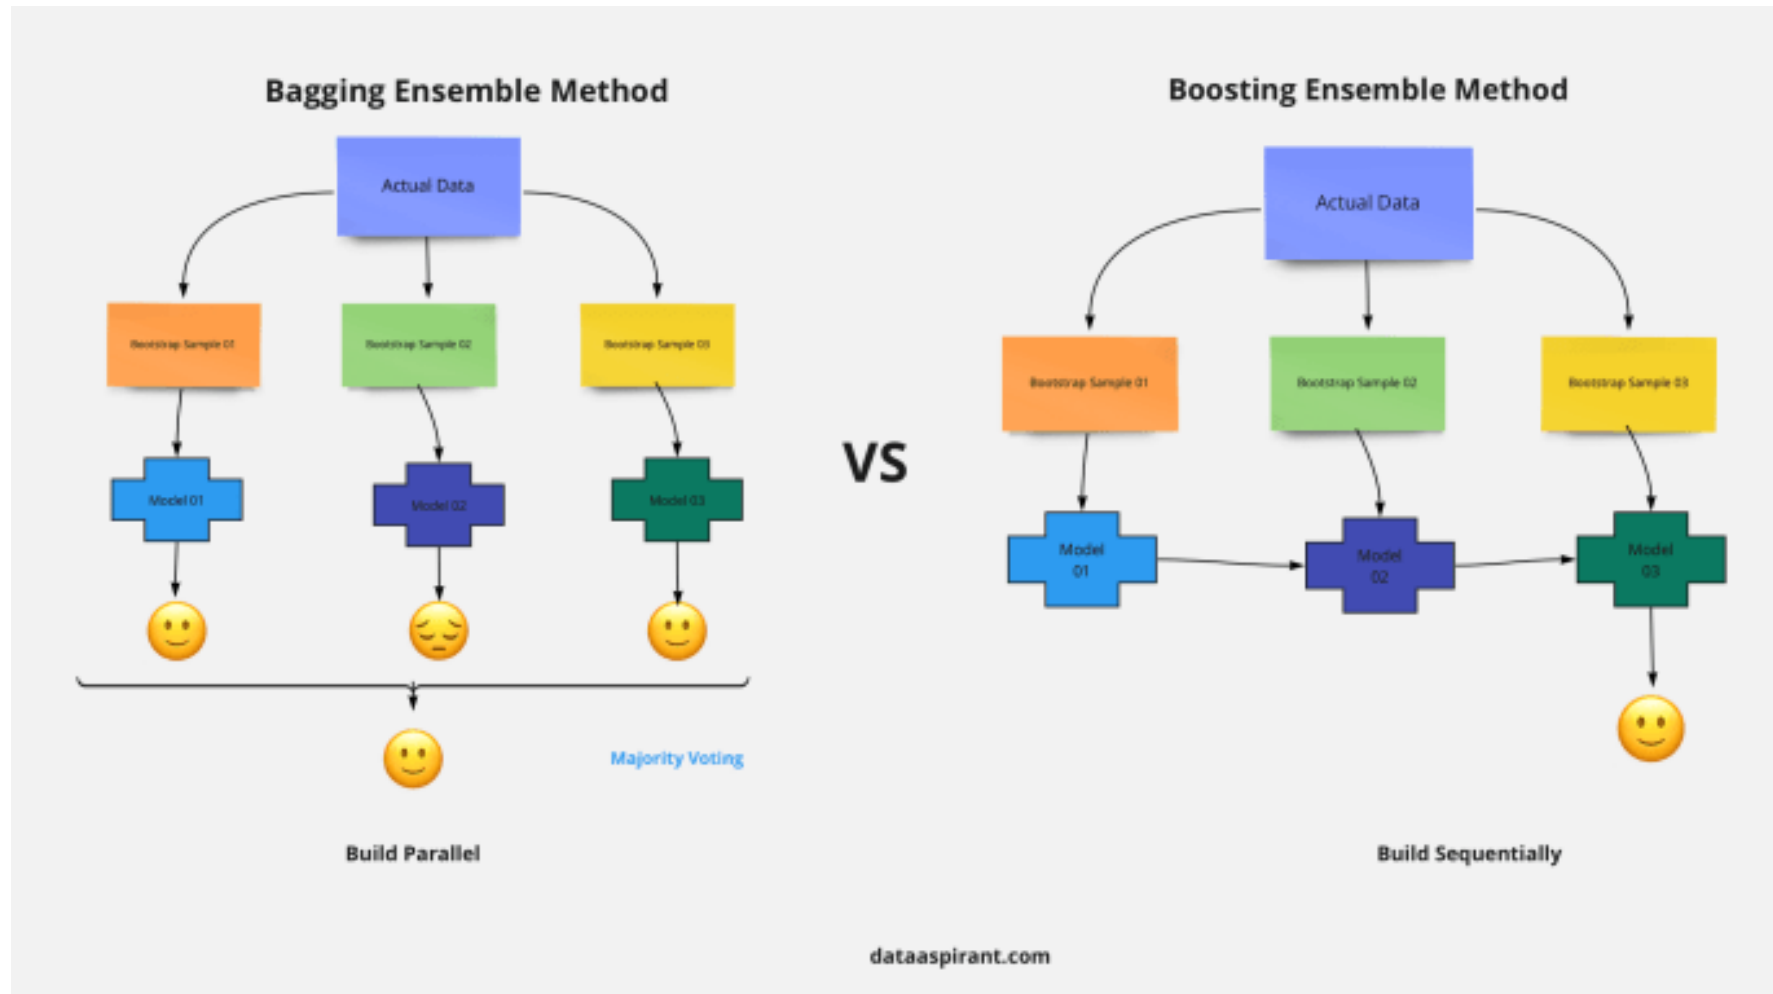 Bagging Ensemble Method
Actual Data
Bootstrap Sample 01
Bootstrap Sample 02
Bootstrap Sample 03
Model 01
Model 02
Model 03
Majority Voting
Build Parallel
VS
Boosting Ensemble Method
Actual Data
Bootstrap Sample 01
Bootstrap Sample 02
Bootstrap Sample 03
Model
01
Model
02
Model
03
Build Sequentially
dataaspirant.com